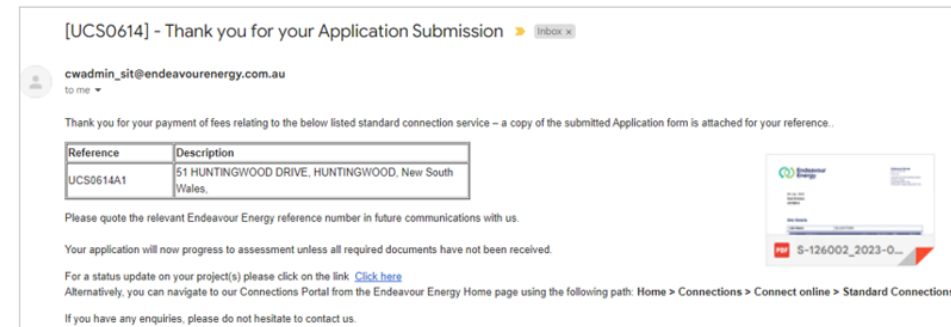 [UCS0614] - Thank you for your Application Submission Inbox x
cwadmin_sit@endeavourenergy.com.au
to me
Thank you for your payment of fees relating to the below listed standard connection service – a copy of the submitted Application form is attached for your reference..
Reference Description
UCS0614A1 51 HUNTINGWOOD DRIVE, HUNTINGWOOD, New South
Wales,
Endeavour
Energy
PDF S-126002_2023-0...
Please quote the relevant Endeavour Energy reference number in future communications with us.
Your application will now progress to assessment unless all required documents have not been received.
For a status update on your project(s) please click on the link Click here
Alternatively, you can navigate to our Connections Portal from the Endeavour Energy Home page using the following path: Home > Connections > Connect online > Standard Connections
If you have any enquiries, please do not hesitate to contact us.